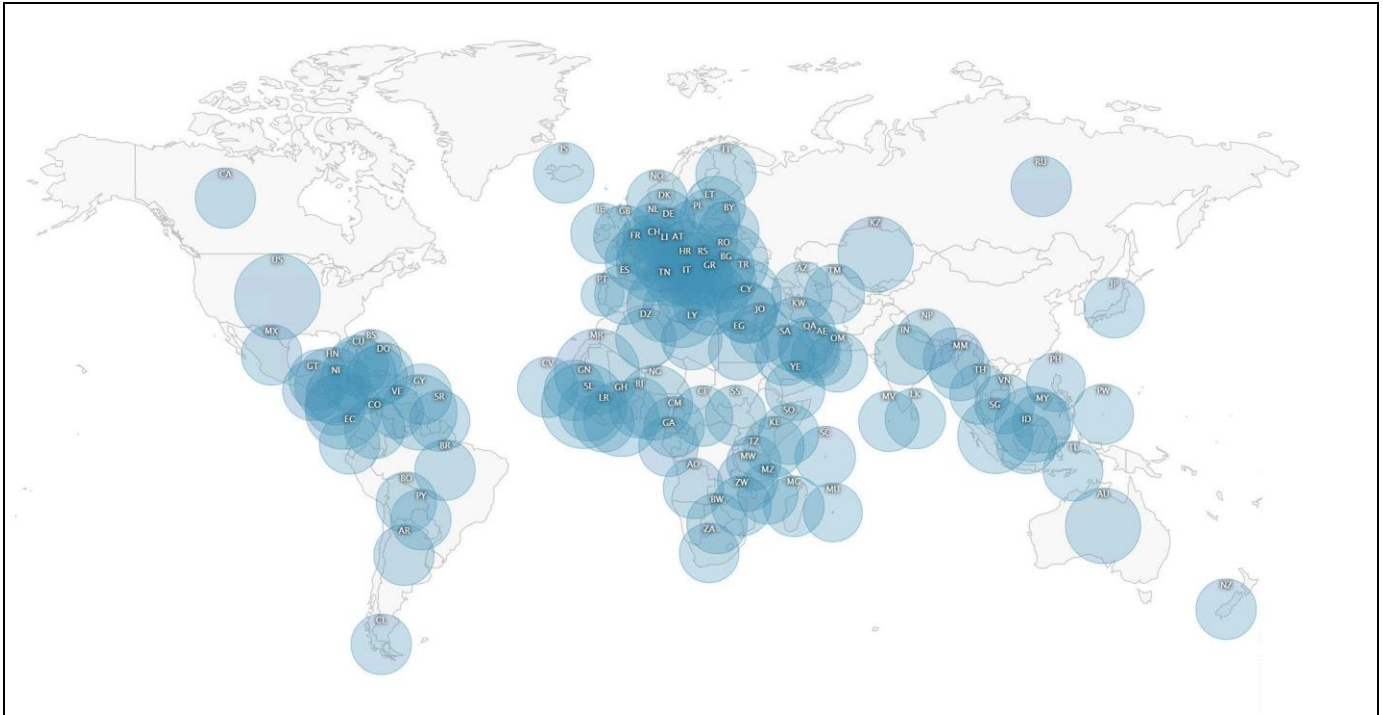 IS
FI
RU
CA
NO
DK
LT
PL
BY
IE
GB
NL
DE
KZ
FR
CH
LI
AT
HR
RS
RO
BG
US
ES
TN
IT
GR
TR
AZ
TM
PT
CY
JP
DZ
LY
JO
KW
EG
SA
QA
AE
OM
IN
NP
MX
BS
CU
DO
HN
MR
MM
GT
NI
CV
GN
NG
YE
TH
PH
VN
GY
VE
SL
GH
BJ
CF
SS
SR
CO
LR
CM
SO
MV
LK
SG
MY
PW
EC
GA
KE
SC
ID
BR
TZ
TL
AO
MW
MZ
BO
ZW
MG
MU
PY
BW
AU
AR
ZA
NZ
CL